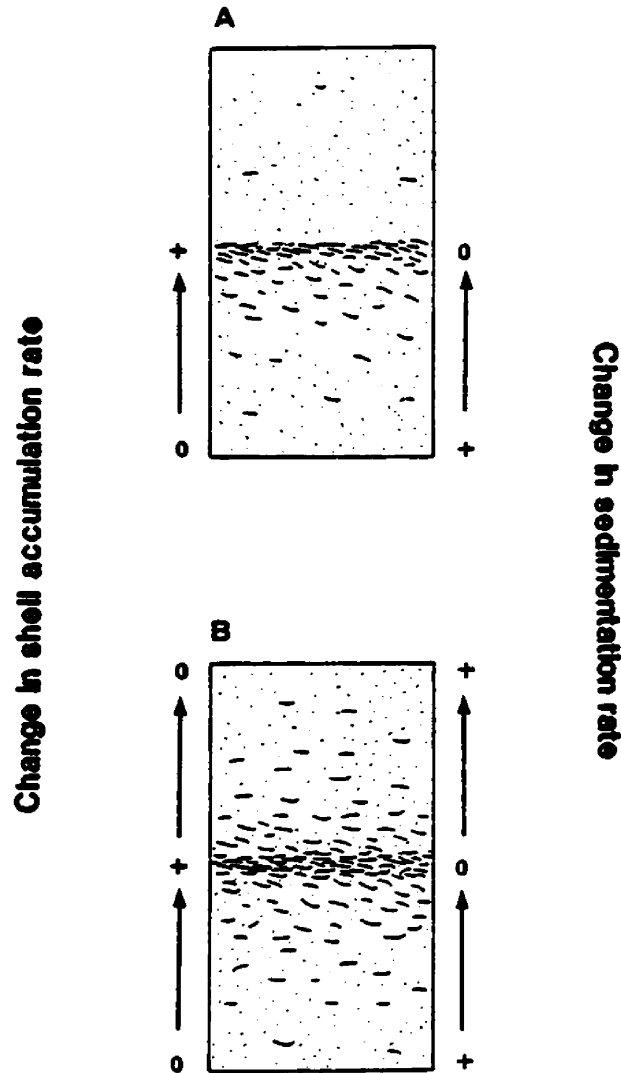 A
+
0
0
+
Change in shell accumulation rate
Change in sedimentation rate
B
0
+
+
0
0
+